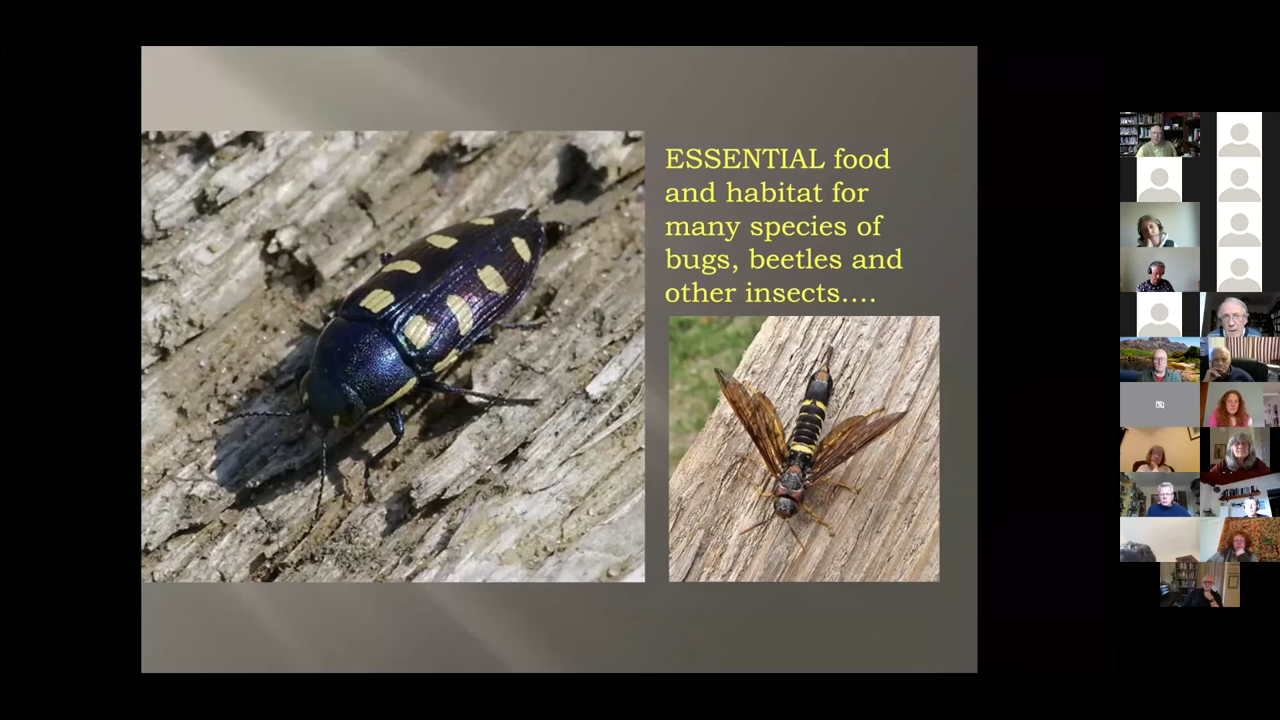 ESSENTIAL food
and habitat for
many species of
bugs, beetles and
other insects....